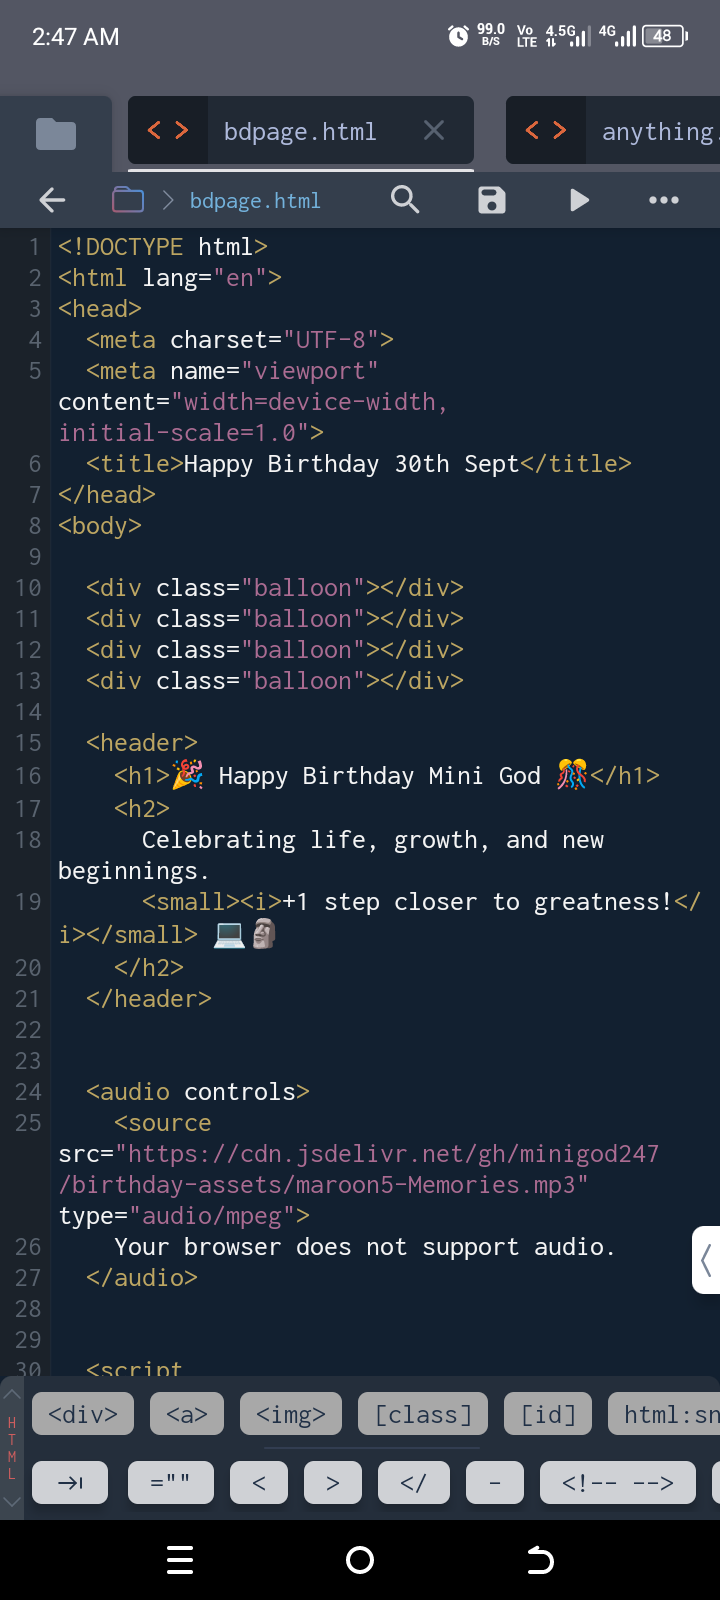 2:47 AM
99.0 B/S Vo LTE 4.5G 4G 48
< > bdpage.html < > anything.
> bdpage.html
1 <!DOCTYPE html>
2 <html lang="en">
3 <head>
4 <meta charset="UTF-8">
5 <meta name="viewport"
content="width=device-width,
initial-scale=1.0">
6 <title>Happy Birthday 30th Sept</title>
7 </head>
8 <body>
9
10 <div class="balloon"></div>
11 <div class="balloon"></div>
12 <div class="balloon"></div>
13 <div class="balloon"></div>
14
15 <header>
16 <h1>🎉 Happy Birthday Mini God 🎊</h1>
17 <h2>
18 Celebrating life, growth, and new
beginnings.
19 <small><i>+1 step closer to greatness!</
i></small> 💻🗿
20 </h2>
21 </header>
22
23
24 <audio controls>
25 <source
src="https://cdn.jsdelivr.net/gh/minigod247
/birthday-assets/maroon5-Memories.mp3"
type="audio/mpeg">
26 Your browser does not support audio.
27 </audio>
28
29
30 <script
HTML
<div> <a> <img> [class] [id] html:sn
="" < > </ - <!-- -->